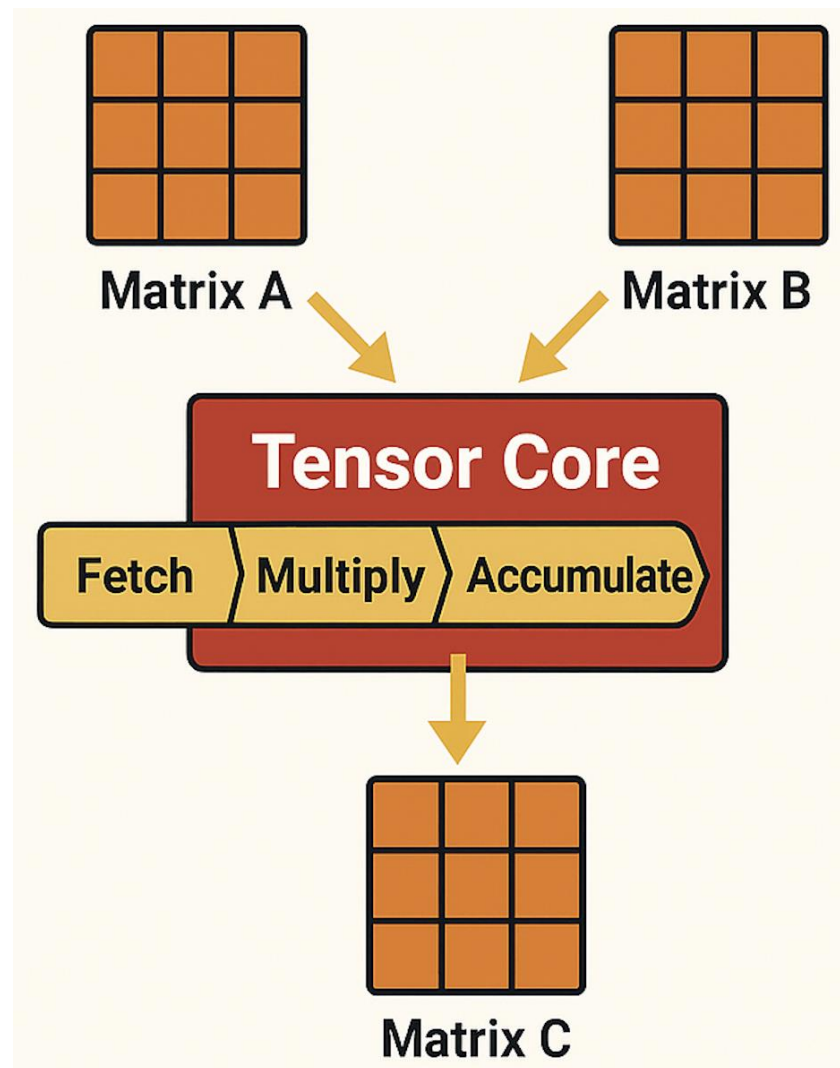 Matrix A
Matrix B
Tensor Core
Fetch
Multiply
Accumulate
Matrix C